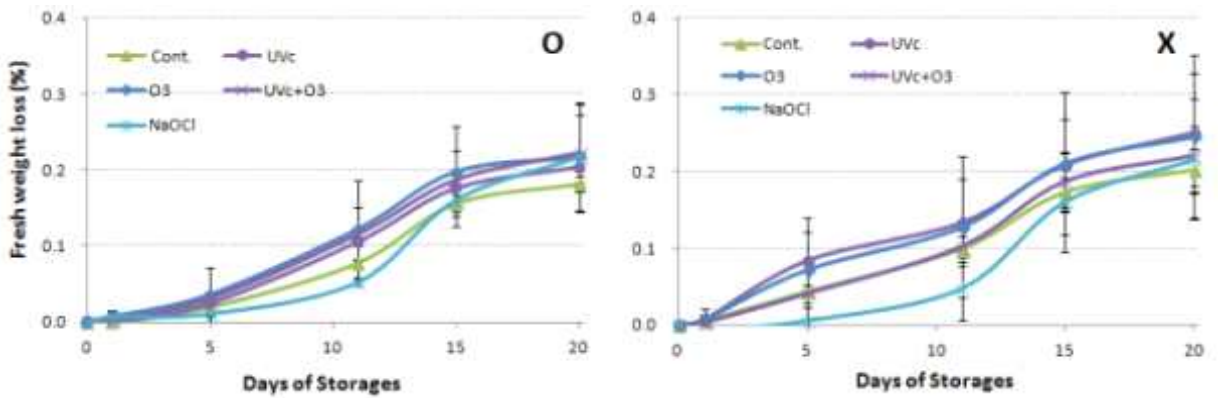 Fresh weight loss (%)
0.4
0.3
0.2
0.1
0.0
0 5 10 15 20
Days of Storages
Cont. UVc
O3 UVc+O3
NaOCl
O
0.4
0.3
0.2
0.1
0.0
0 5 10 15 20
Days of Storages
Cont. UVc
O3 UVc+O3
NaOCl
X